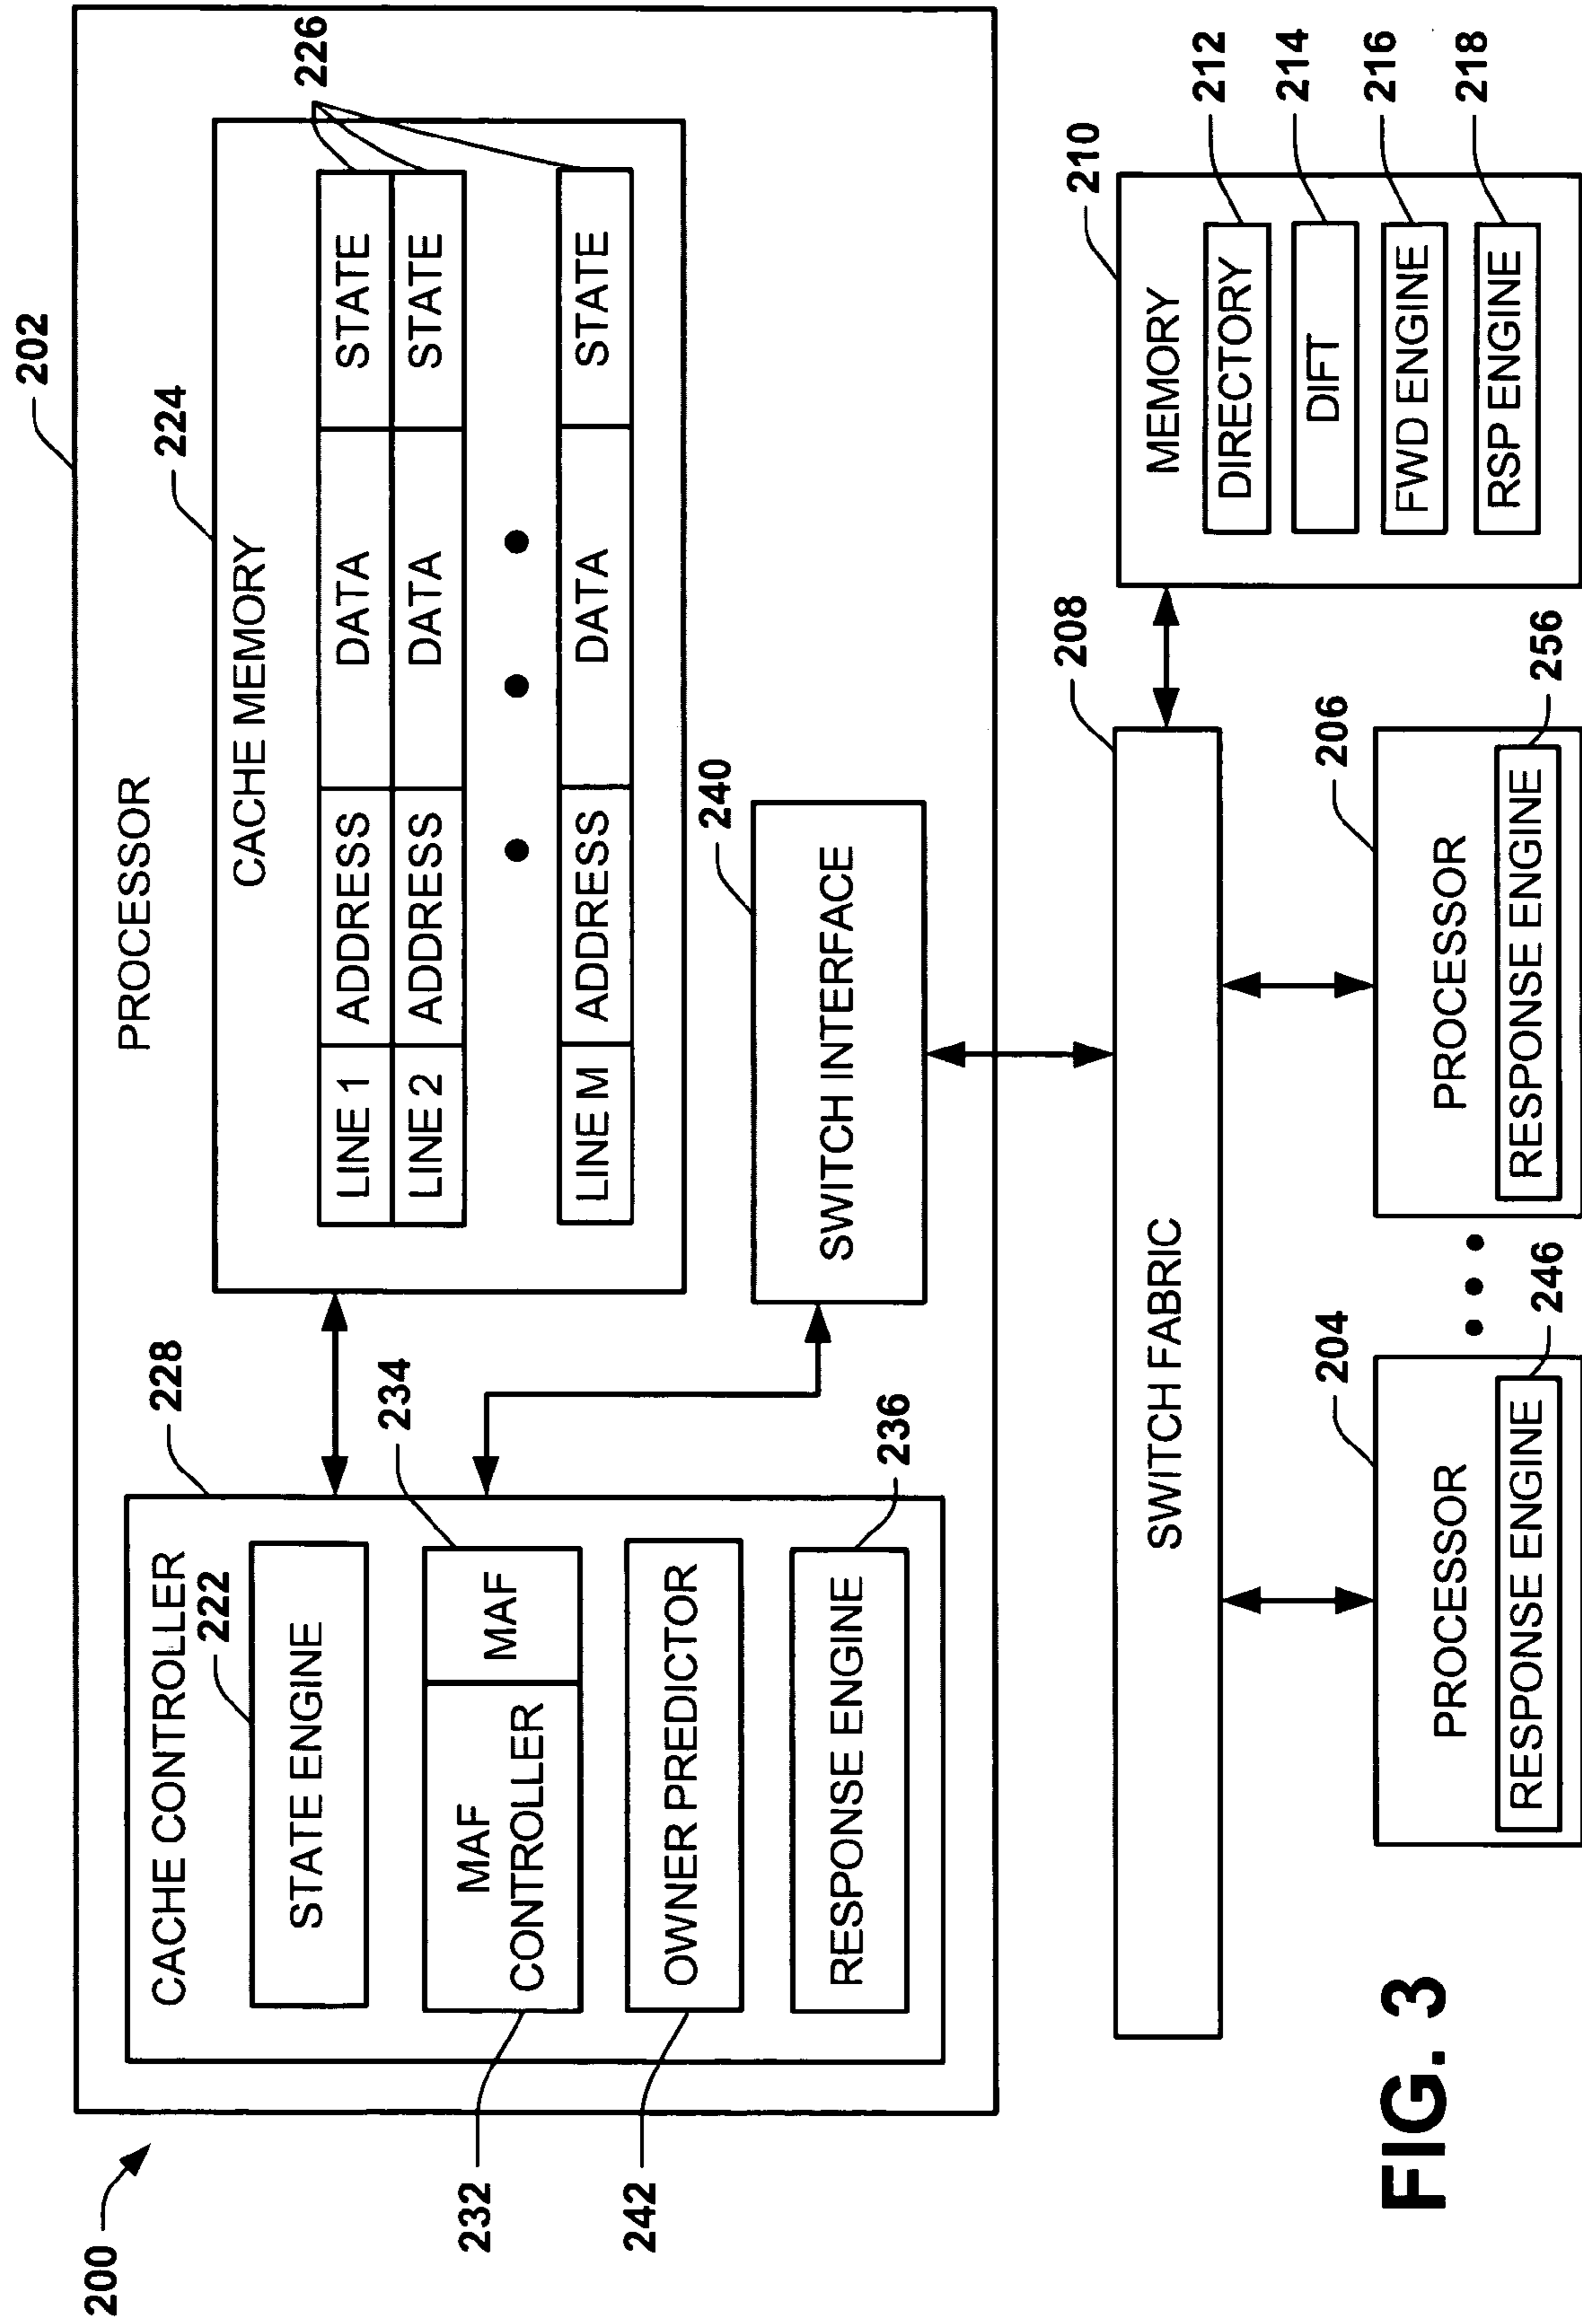 200
202
PROCESSOR
228
CACHE CONTROLLER
222
STATE ENGINE
234
MAF CONTROLLER
MAF
232
OWNER PREDICTOR
242
RESPONSE ENGINE
236
224
CACHE MEMORY
226
LINE 1 ADDRESS DATA STATE
LINE 2 ADDRESS DATA STATE
• • •
LINE M ADDRESS DATA STATE
240
SWITCH INTERFACE
208
SWITCH FABRIC
210
MEMORY
DIRECTORY 212
DIFT 214
FWD ENGINE 216
RSP ENGINE 218
204
PROCESSOR
RESPONSE ENGINE
246
• • •
206
PROCESSOR
RESPONSE ENGINE
256
FIG. 3